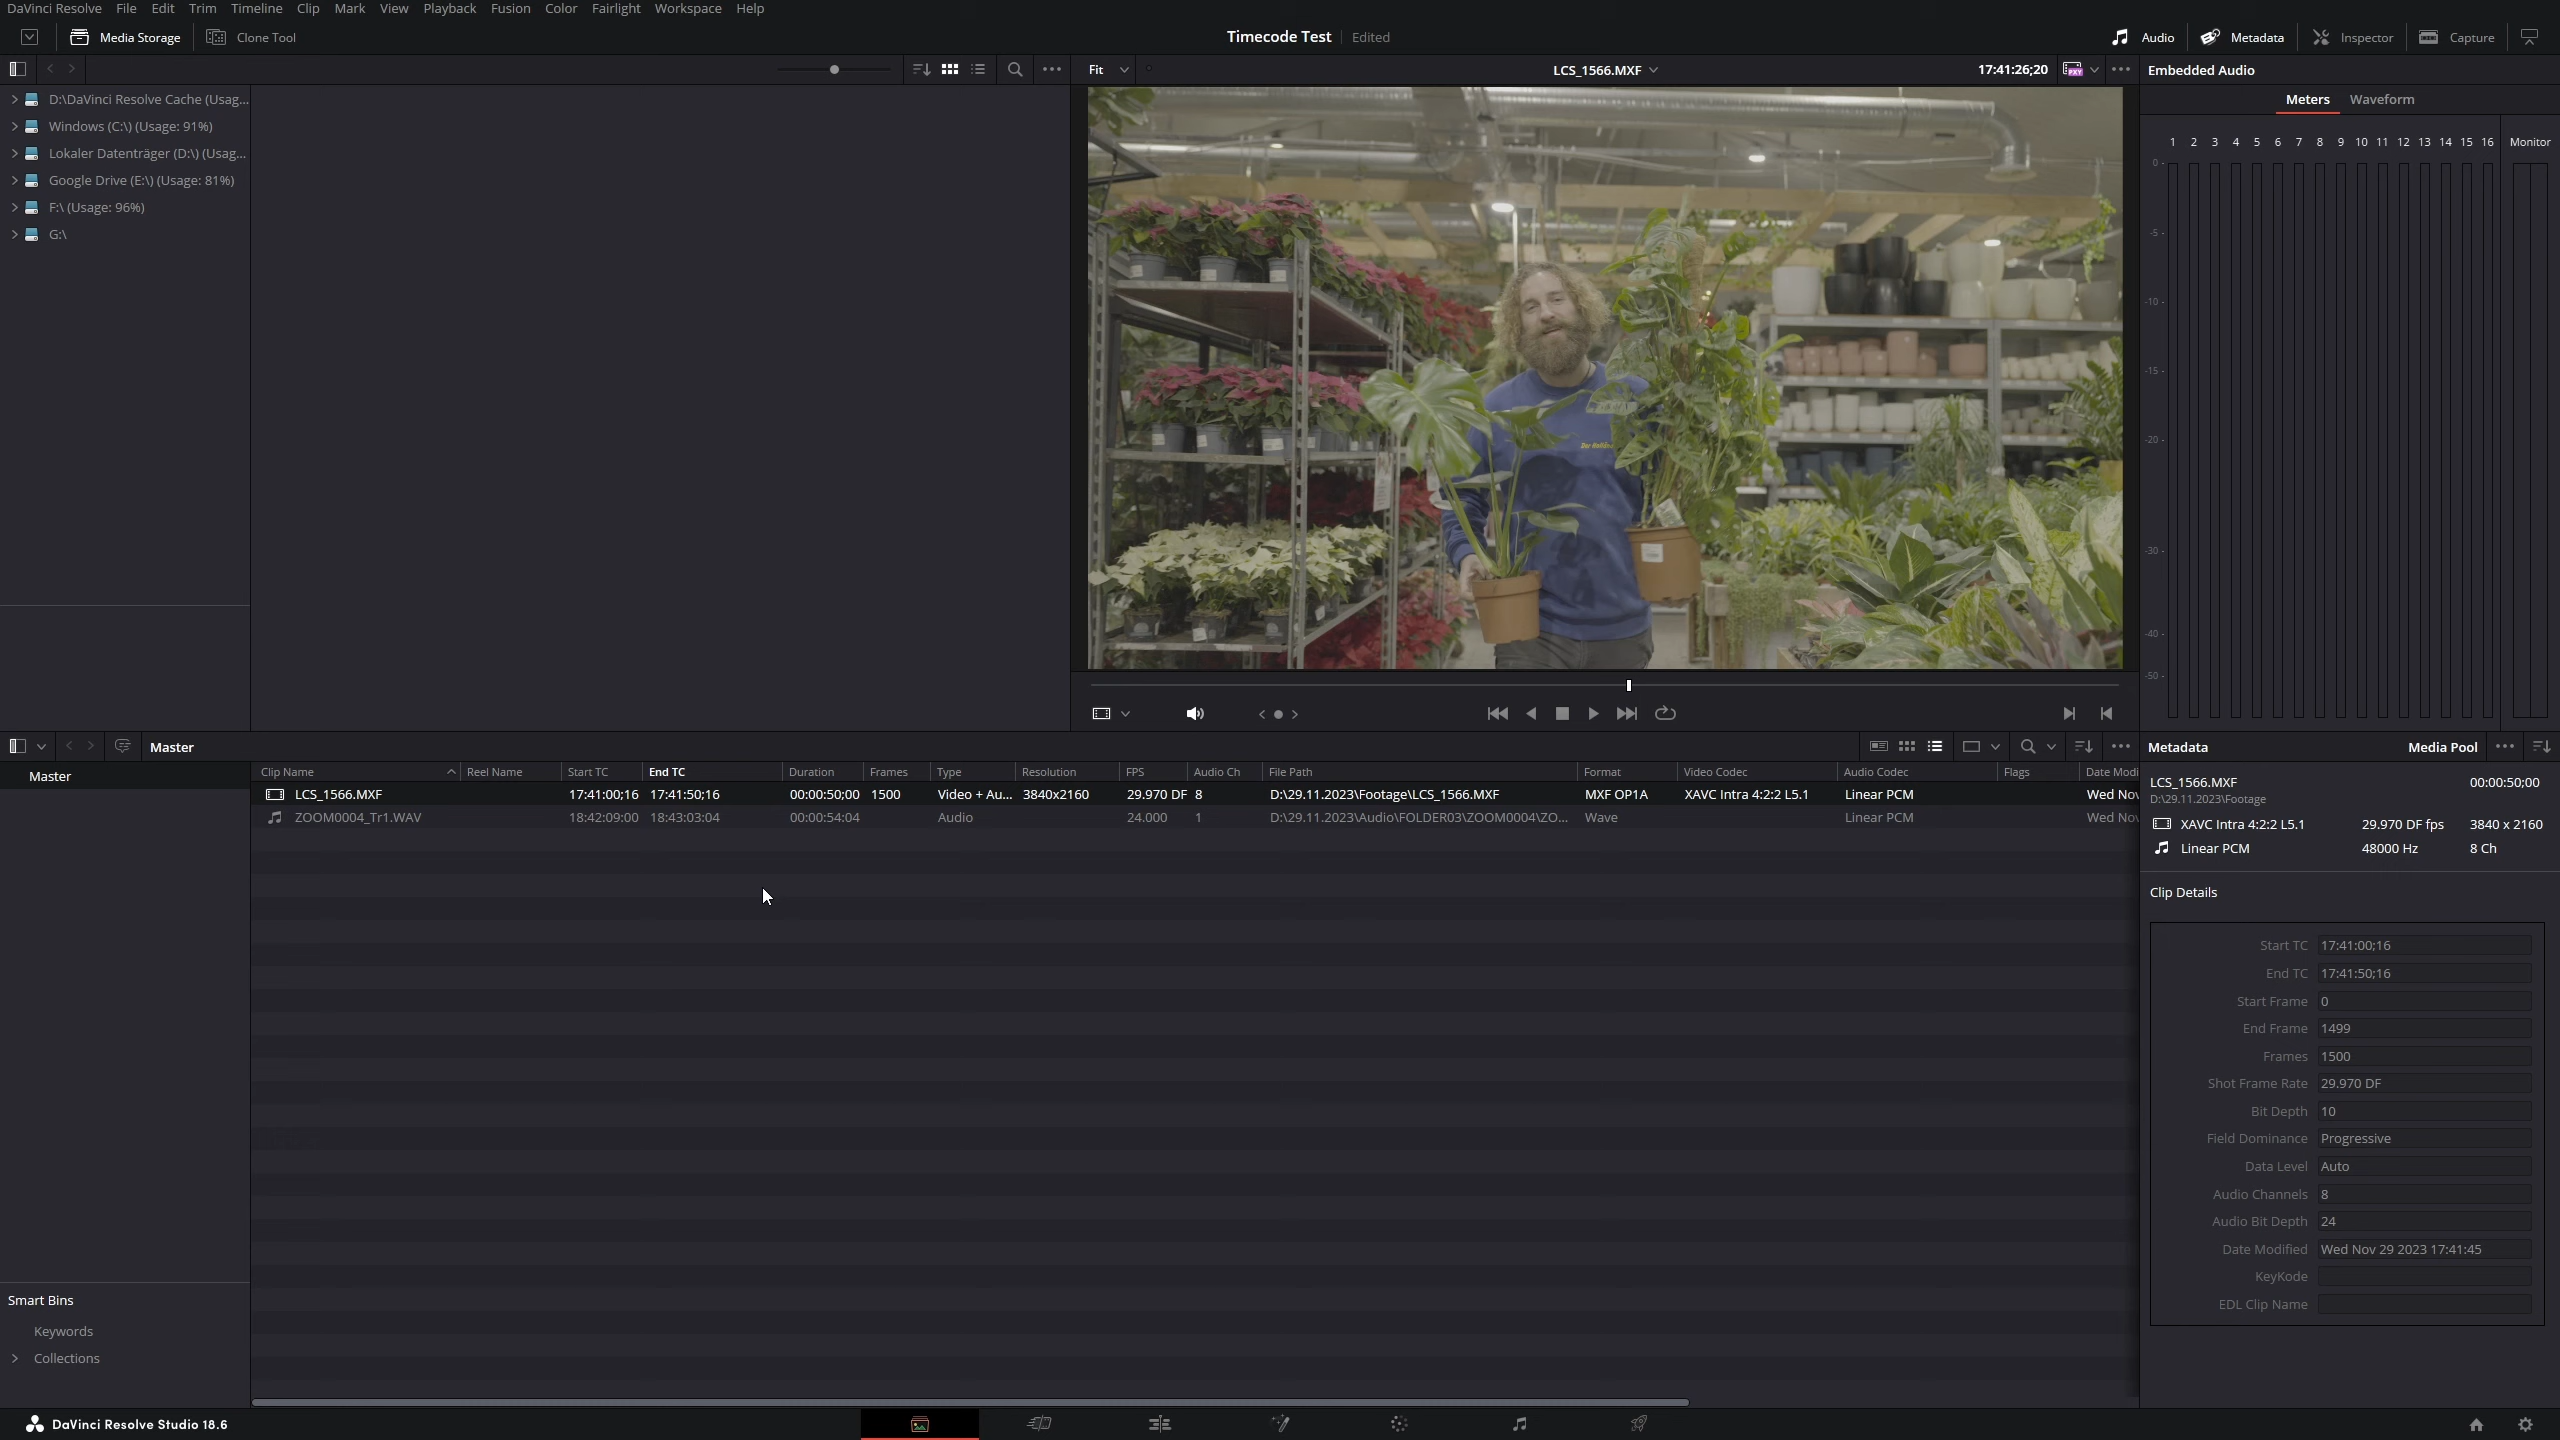 DaVinci Resolve File Edit Trim Timeline Clip Mark View Playback Fusion Color Fairlight Workspace Help
Media Storage Clone Tool Timecode Test Edited Audio Metadata Inspector Capture
Fit LCS_1566.MXF 17:41:26;20 Embedded Audio
D:\DaVinci Resolve Cache (Usag...
Windows (C:\) (Usage: 91%)
Lokaler Datenträger (D:\) (Usag...
Google Drive (E:\) (Usage: 81%)
F:\ (Usage: 96%)
G:\
Meters Waveform
1 2 3 4 5 6 7 8 9 10 11 12 13 14 15 16 Monitor
0 -
-5 -
-10 -
-15 -
-20 -
-30 -
-40 -
-50 -
Master
Master
Clip Name Reel Name Start TC End TC Duration Frames Type Resolution FPS Audio Ch File Path Format Video Codec Audio Codec Flags Date Modi
LCS_1566.MXF 17:41:00;16 17:41:50;16 00:00:50;00 1500 Video + Au... 3840x2160 29.970 DF 8 D:\29.11.2023\Footage\LCS_1566.MXF MXF OP1A XAVC Intra 4:2:2 L5.1 Linear PCM Wed Nov
ZOOM0004_Tr1.WAV 18:42:09:00 18:43:03:04 00:00:54:04 Audio 24.000 1 D:\29.11.2023\Audio\FOLDER03\ZOOM0004\ZO... Wave Linear PCM Wed Nov
Metadata Media Pool
LCS_1566.MXF 00:00:50;00
D:\29.11.2023\Footage
XAVC Intra 4:2:2 L5.1 29.970 DF fps 3840 x 2160
Linear PCM 48000 Hz 8 Ch
Clip Details
Start TC 17:41:00;16
End TC 17:41:50;16
Start Frame 0
End Frame 1499
Frames 1500
Shot Frame Rate 29.970 DF
Bit Depth 10
Field Dominance Progressive
Data Level Auto
Audio Channels 8
Audio Bit Depth 24
Date Modified Wed Nov 29 2023 17:41:45
KeyKode
EDL Clip Name
Smart Bins
Keywords
Collections
DaVinci Resolve Studio 18.6